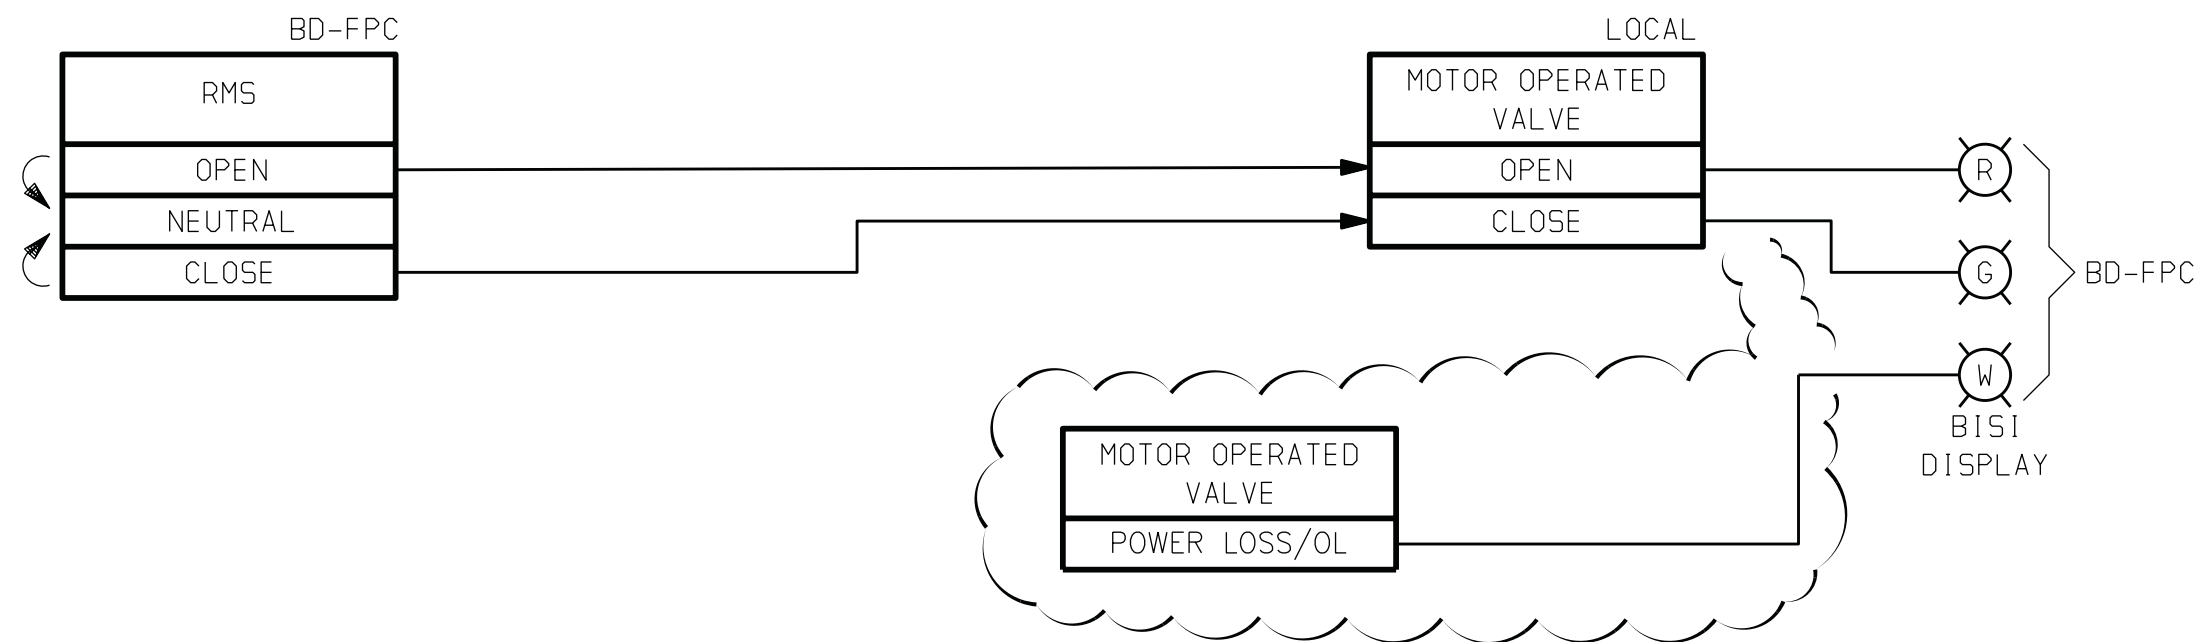 BD-FPC
RMS
OPEN
NEUTRAL
CLOSE
LOCAL
MOTOR OPERATED
VALVE
OPEN
CLOSE
R
G
W
BD-FPC
BISI
DISPLAY
MOTOR OPERATED
VALVE
POWER LOSS/OL